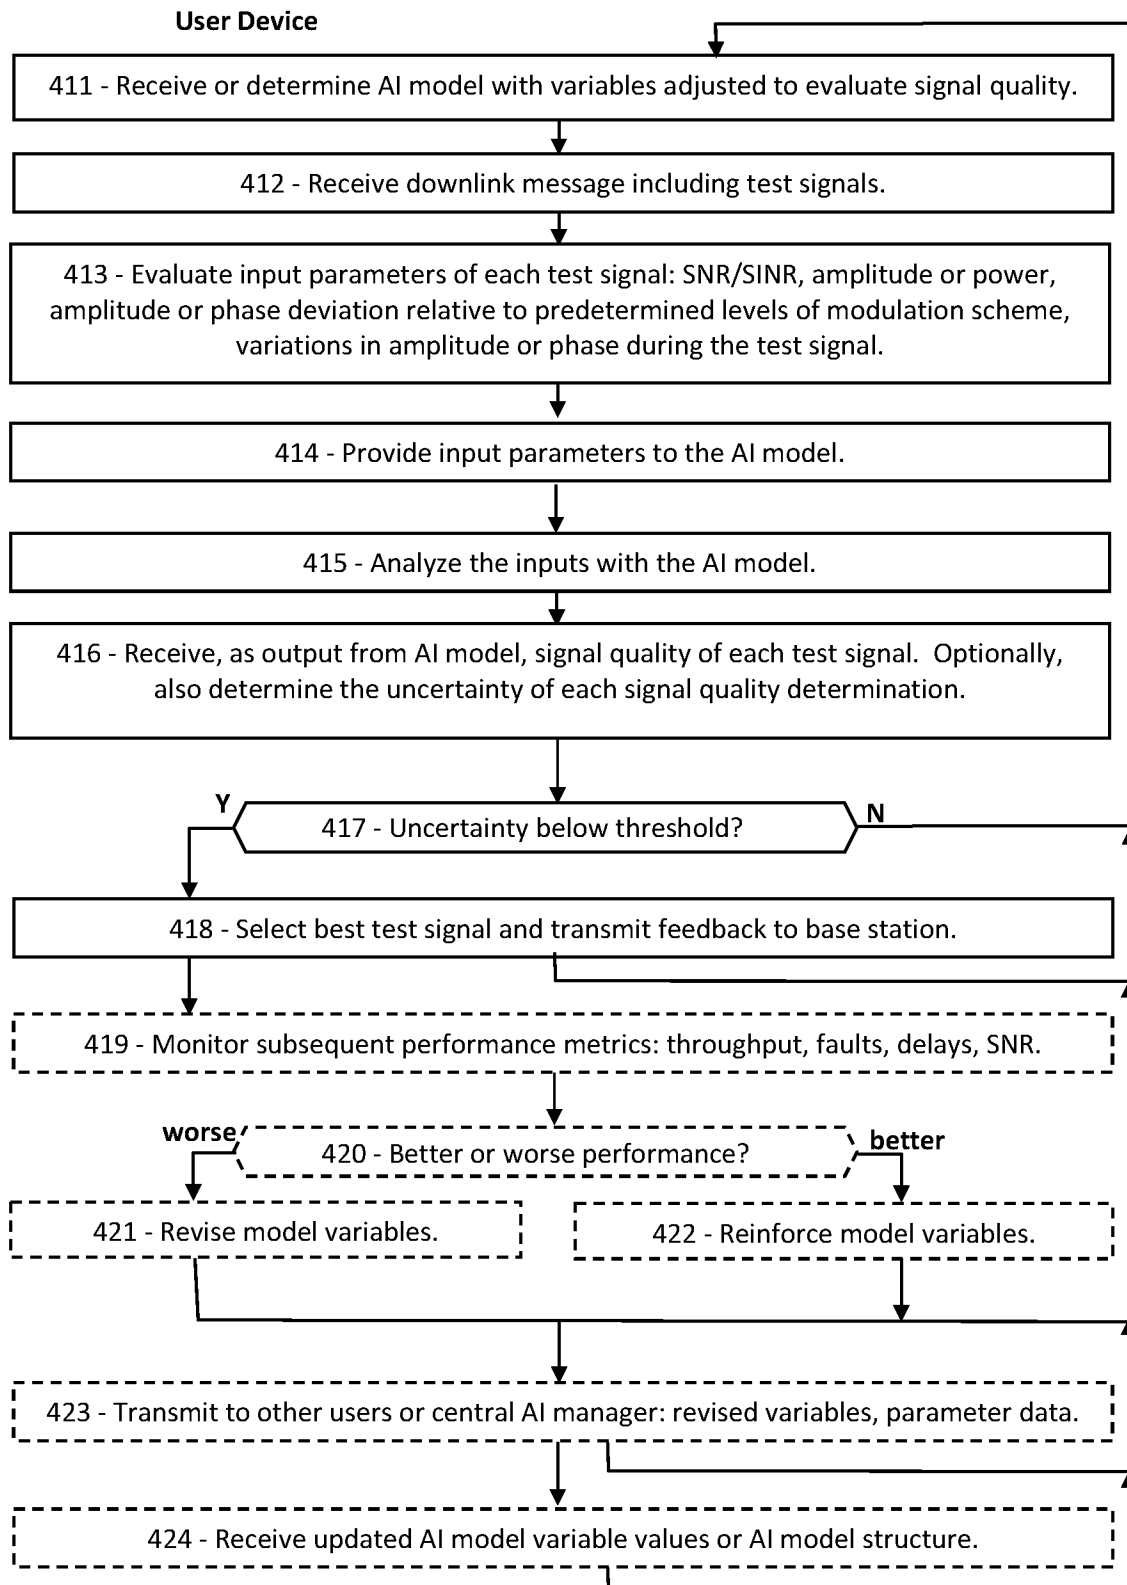 User Device
411 - Receive or determine AI model with variables adjusted to evaluate signal quality.
412 - Receive downlink message including test signals.
413 - Evaluate input parameters of each test signal: SNR/SINR, amplitude or power,
amplitude or phase deviation relative to predetermined levels of modulation scheme,
variations in amplitude or phase during the test signal.
414 - Provide input parameters to the AI model.
415 - Analyze the inputs with the AI model.
416 - Receive, as output from AI model, signal quality of each test signal. Optionally,
also determine the uncertainty of each signal quality determination.
Y
417 - Uncertainty below threshold?
N
418 - Select best test signal and transmit feedback to base station.
419 - Monitor subsequent performance metrics: throughput, faults, delays, SNR.
worse
420 - Better or worse performance?
better
421 - Revise model variables.
422 - Reinforce model variables.
423 - Transmit to other users or central AI manager: revised variables, parameter data.
424 - Receive updated AI model variable values or AI model structure.